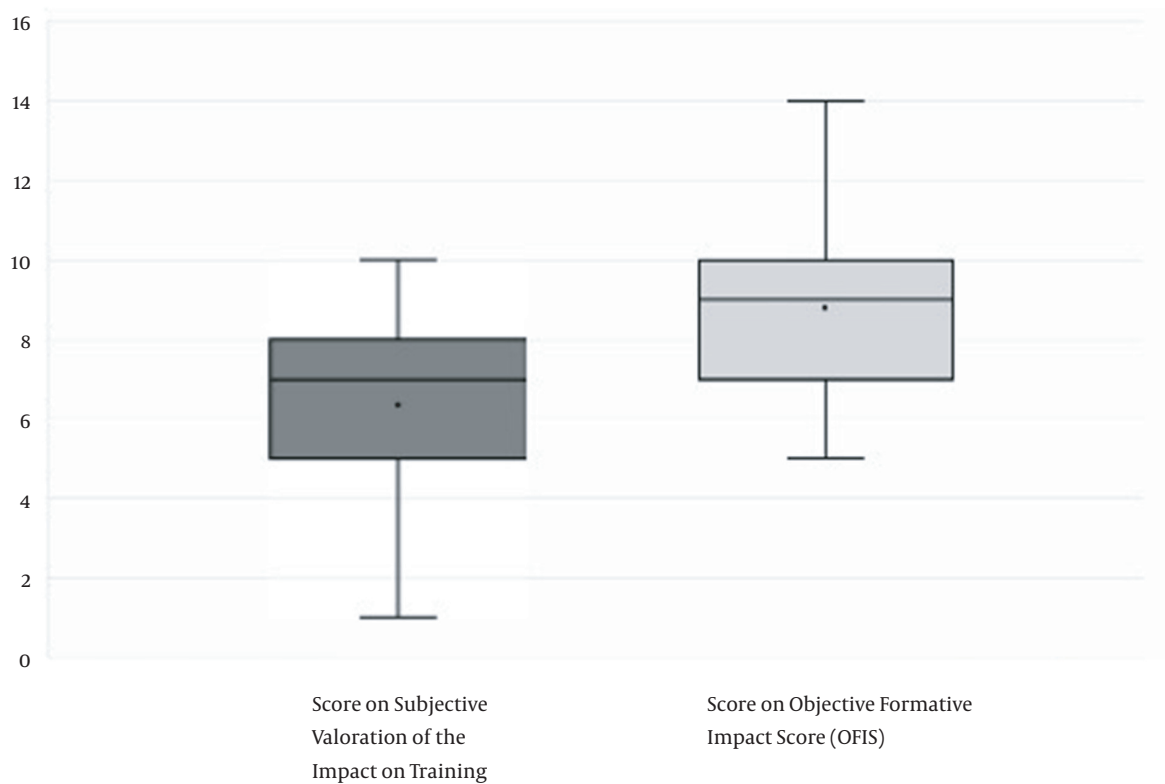 16
14
12
10
8
6
4
2
0
Score on Subjective
Valoration of the
Impact on Training
Score on Objective Formative
Impact Score (OFIS)